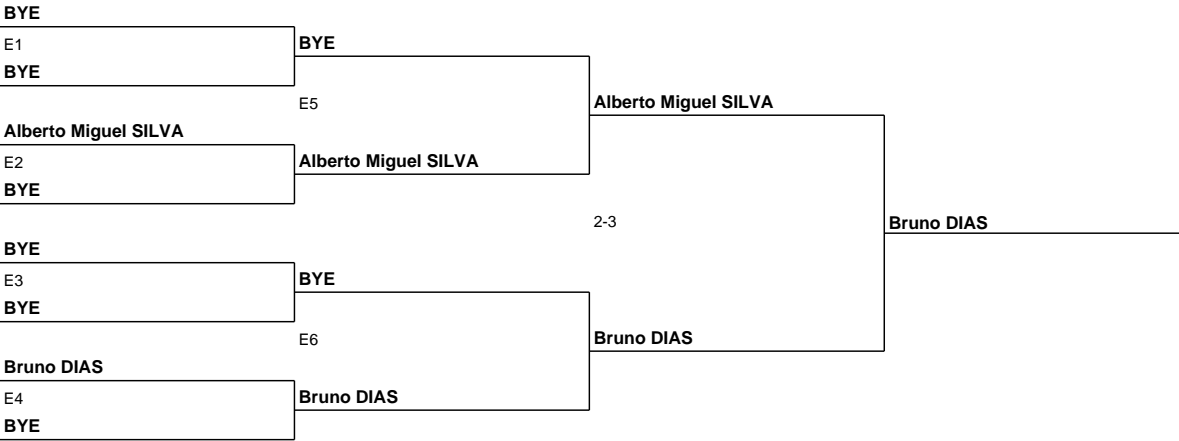 BYE
E1
BYE
BYE
E5
Alberto Miguel SILVA
Alberto Miguel SILVA
E2
Alberto Miguel SILVA
BYE
2-3
Bruno DIAS
BYE
E3
BYE
BYE
E6
Bruno DIAS
Bruno DIAS
E4
Bruno DIAS
BYE